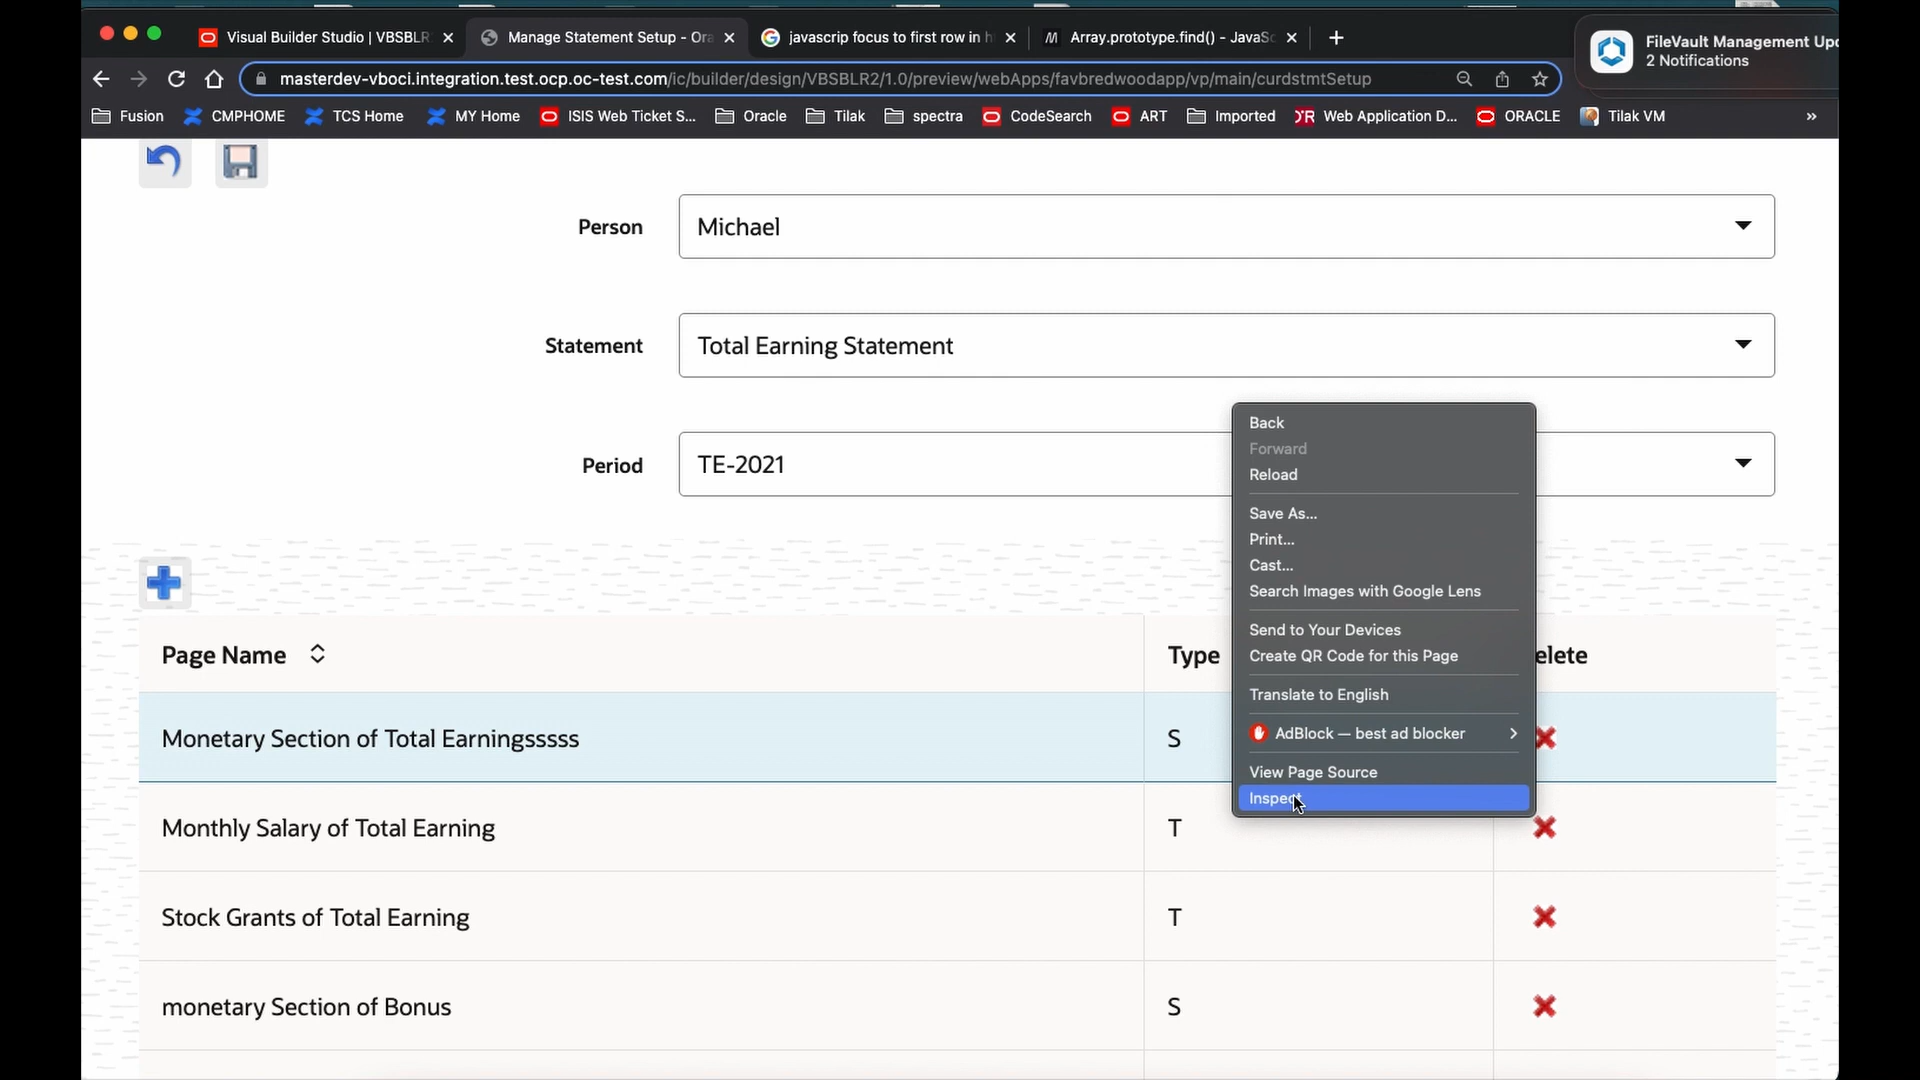 Visual Builder Studio | VBSBLR
Manage Statement Setup - Ora
javascrip focus to first row in h
Array.prototype.find() - JavaSc
FileVault Management Upd
2 Notifications
masterdev-vboci.integration.test.ocp.oc-test.com/ic/builder/design/VBSBLR2/1.0/preview/webApps/favbredwoodapp/vp/main/curdstmtSetup
Fusion
CMPHOME
TCS Home
MY Home
ISIS Web Ticket S...
Oracle
Tilak
spectra
CodeSearch
ART
Imported
Web Application D...
ORACLE
Tilak VM
»
Person
Michael
Statement
Total Earning Statement
Period
TE-2021
Back
Forward
Reload
Save As...
Print...
Cast...
Search Images with Google Lens
Send to Your Devices
Create QR Code for this Page
Translate to English
AdBlock — best ad blocker
View Page Source
Inspect
Page Name
Type
elete
Monetary Section of Total Earningsssss
S
Monthly Salary of Total Earning
T
Stock Grants of Total Earning
T
monetary Section of Bonus
S